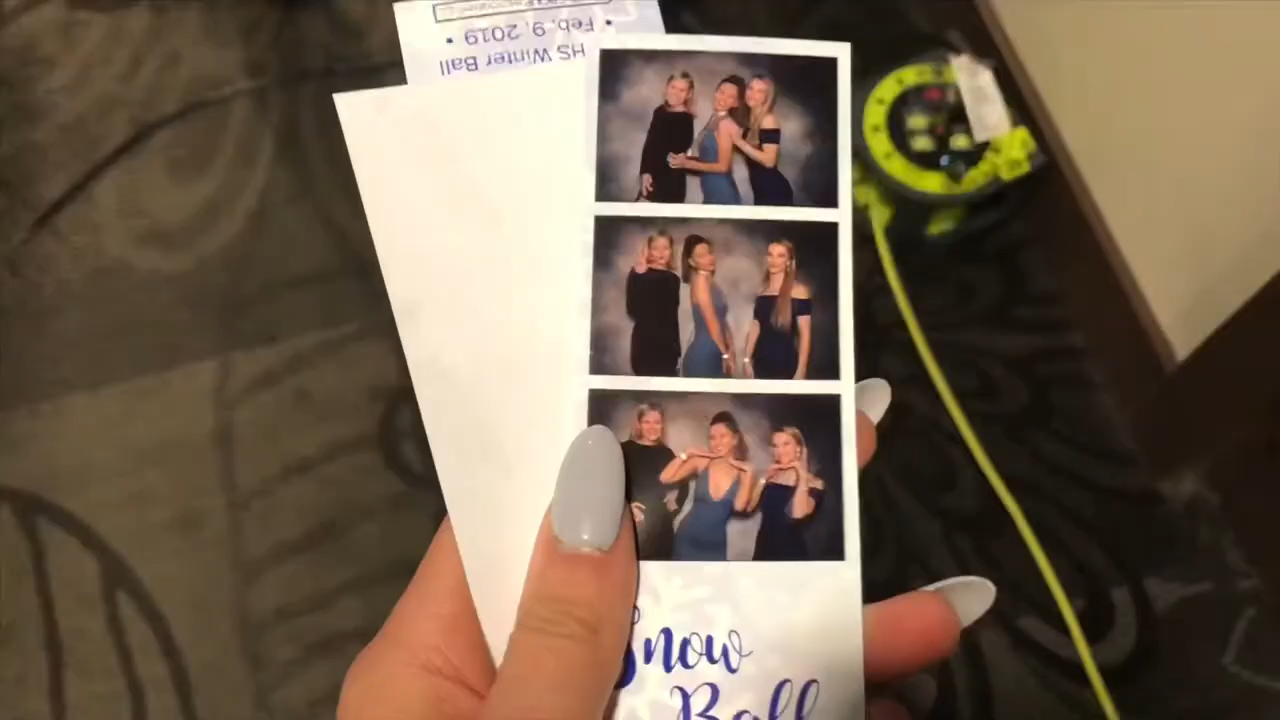 HS Winter Ball
• Feb. 9, 2019 •
Snow
Ball